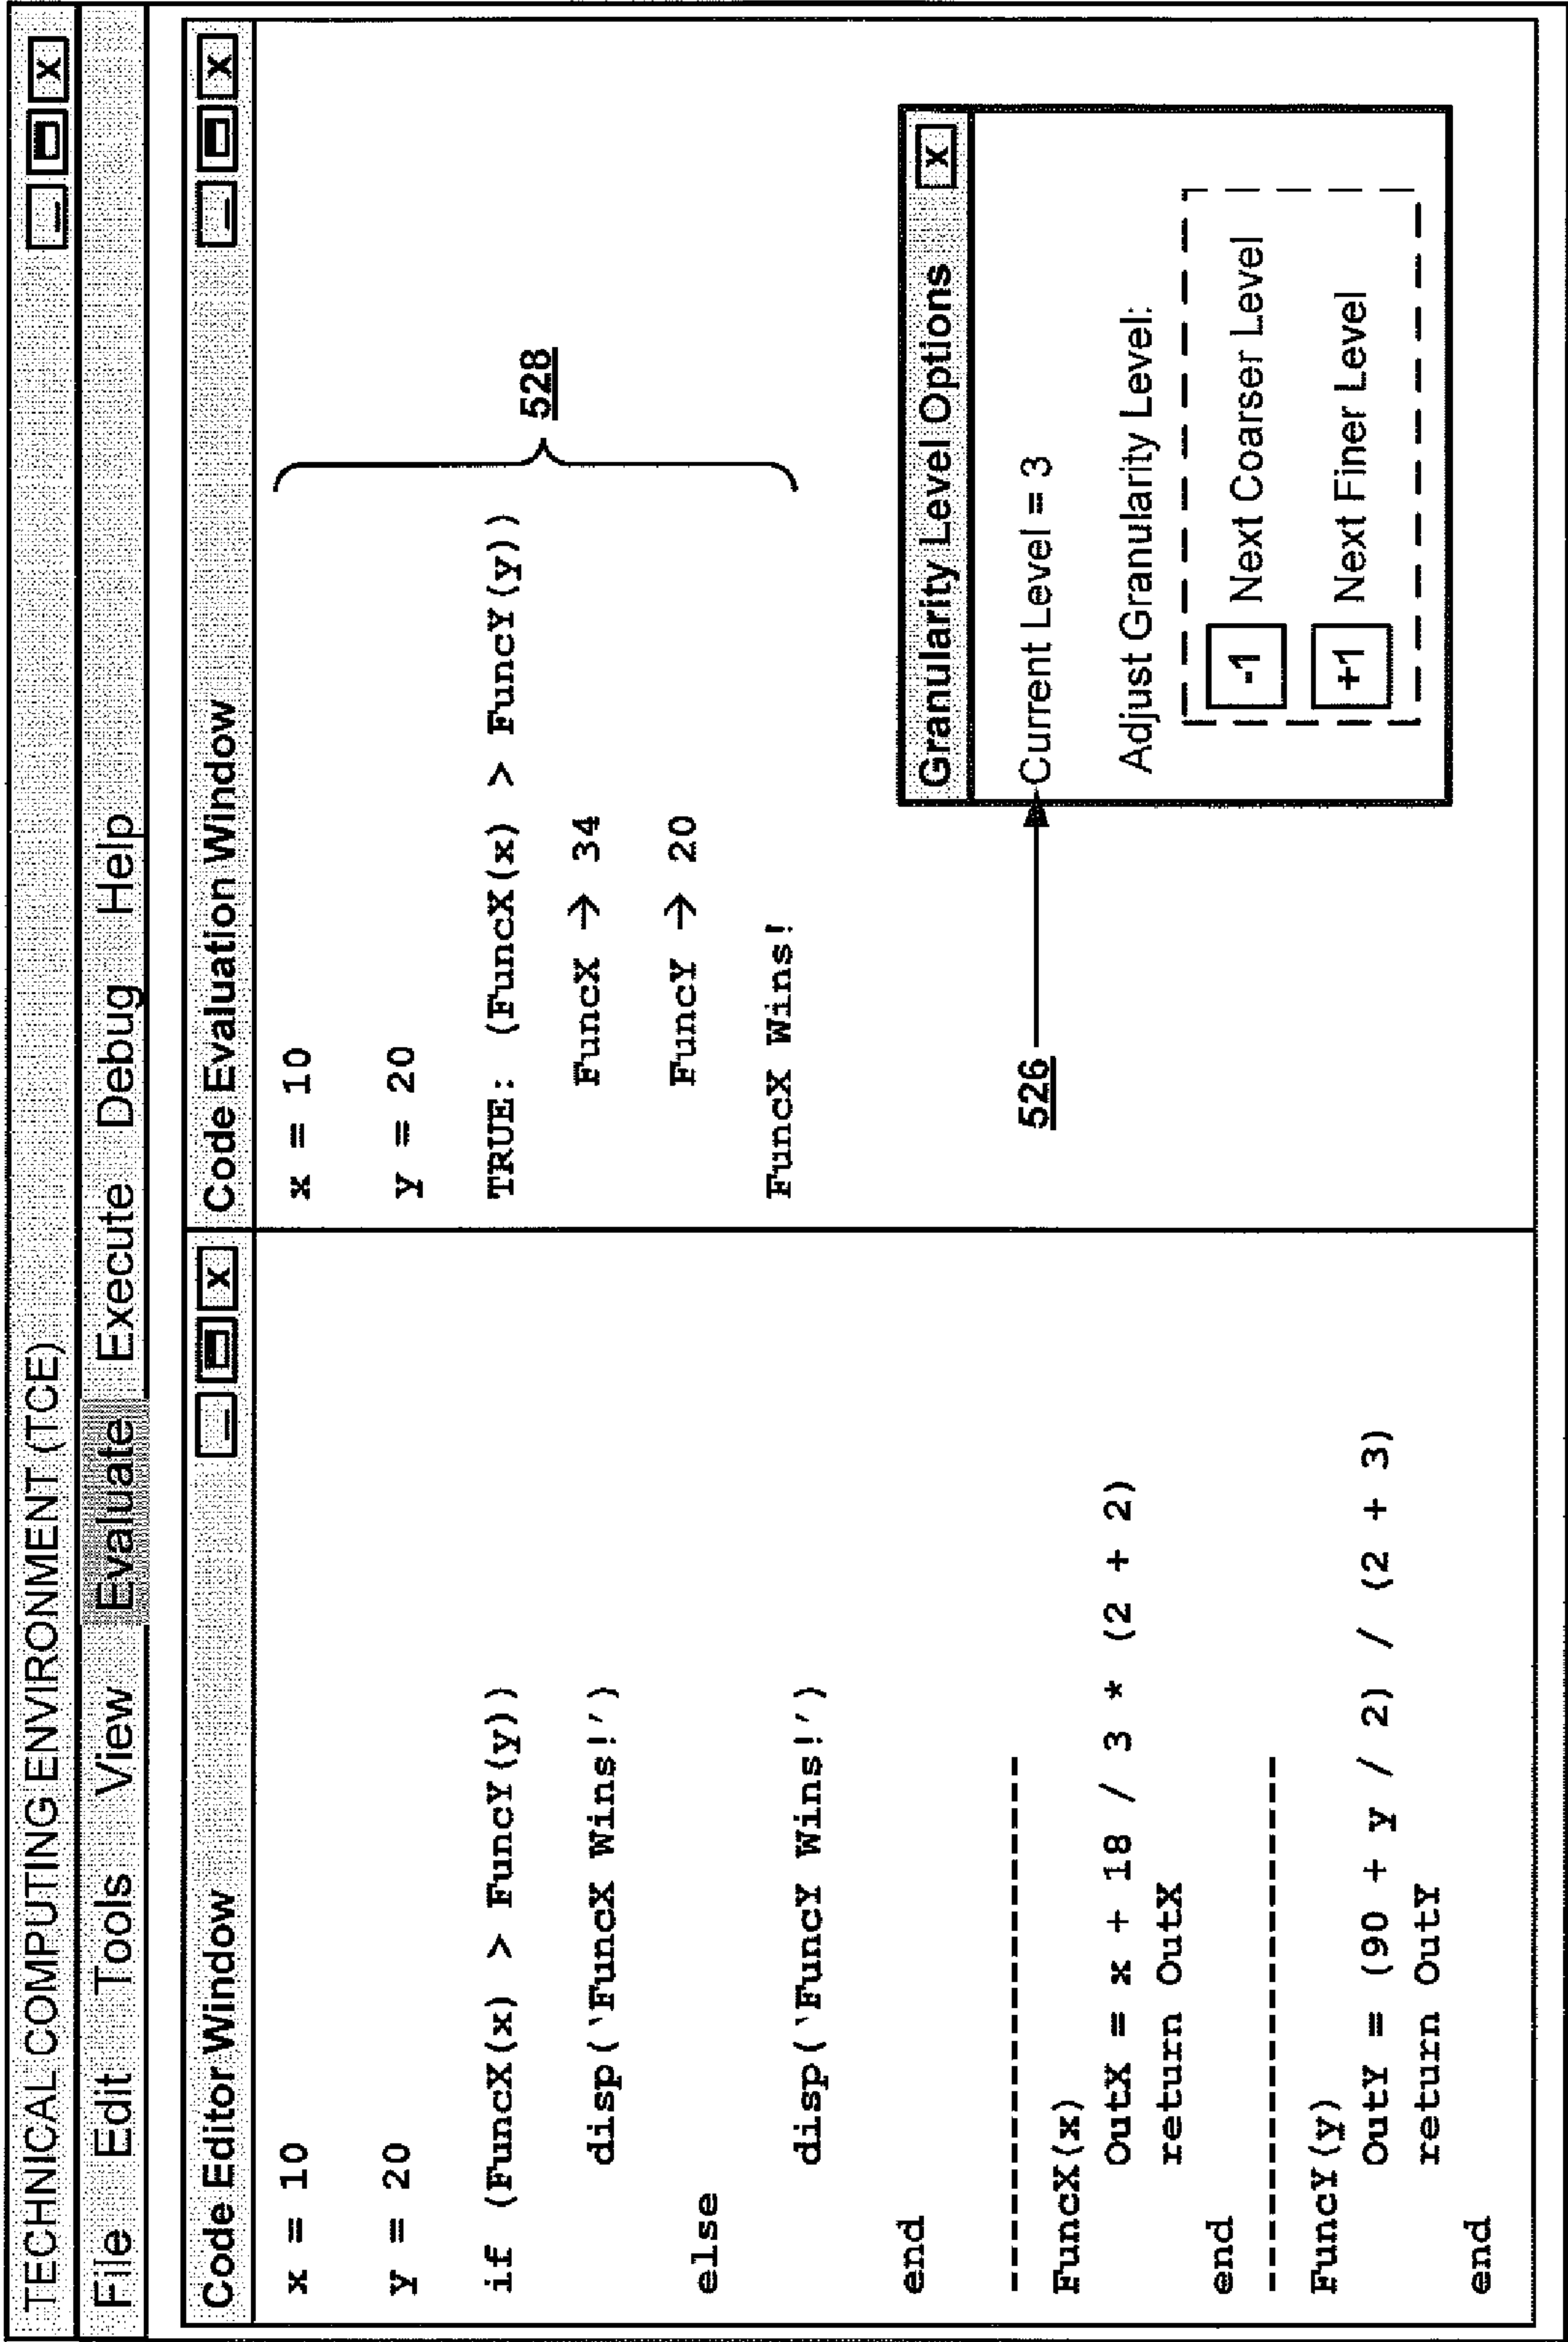 TECHNICAL COMPUTING ENVIRONMENT (TCE)
File Edit Tools View Evaluate Execute Debug Help
Code Editor Window
x = 10
y = 20
if (FuncX(x) > FuncY(y))
disp(‵FuncX Wins!′)
else
disp(‵FuncY Wins!′)
end
FuncX(x)
OutX = x + 18 / 3 * (2 + 2)
return OutX
end
FuncY(y)
OutY = (90 + y / 2) / (2 + 3)
return OutY
end
Code Evaluation Window
x = 10
y = 20
TRUE: (FuncX(x) > FuncY(y))
FuncX → 34
FuncY → 20
FuncX Wins!
528
526
Granularity Level Options
Current Level = 3
Adjust Granularity Level:
-1 Next Coarser Level
+1 Next Finer Level